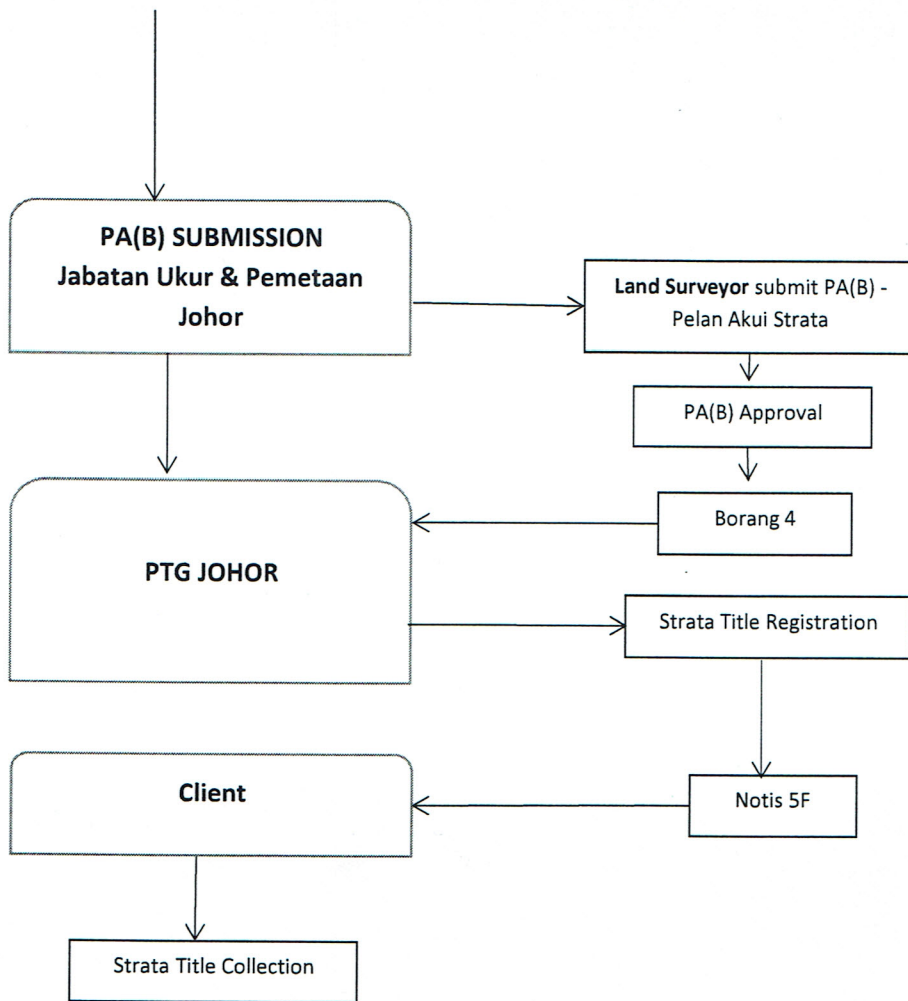 PA(B) SUBMISSION
Jabatan Ukur & Pemetaan
Johor
Land Surveyor submit PA(B) -
Pelan Akui Strata
PA(B) Approval
Borang 4
PTG JOHOR
Strata Title Registration
Client
Notis 5F
Strata Title Collection